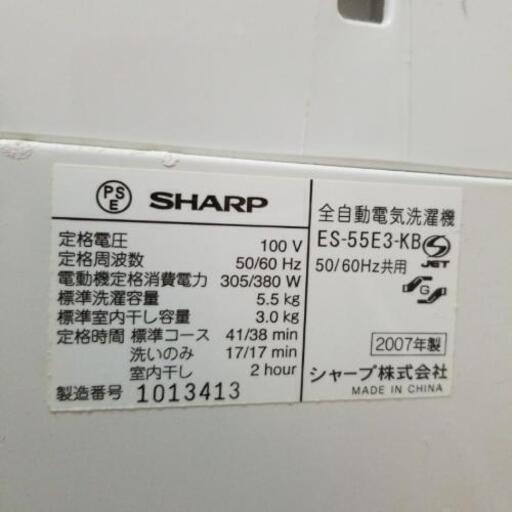 PS
E
SHARP
定格電圧 100 V
定格周波数 50/60 Hz
電動機定格消費電力 305/380 W
標準洗濯容量 5.5 kg
標準室内干し容量 3.0 kg
定格時間 標準コース 41/38 min
洗いのみ 17/17 min
室内干し 2 hour
製造番号 1013413
全自動電気洗濯機
ES-55E3-KB
JET
50/60Hz共用
G
2007年製
シャープ株式会社
MADE IN CHINA